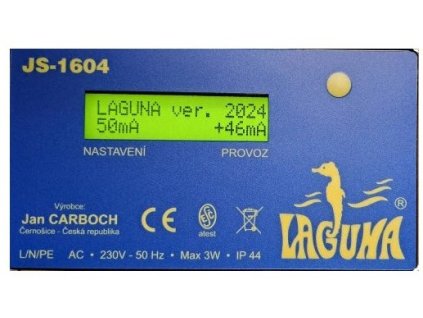 JS-1604
LAGUNA ver. 2024
50mA +46mA
NASTAVENÍ PROVOZ
Výrobce:
Jan CARBOCH
Černošice - Česká republika
CE
atest
LAGUNA ®
L/N/PE AC • 230V - 50 Hz • Max 3W • IP 44